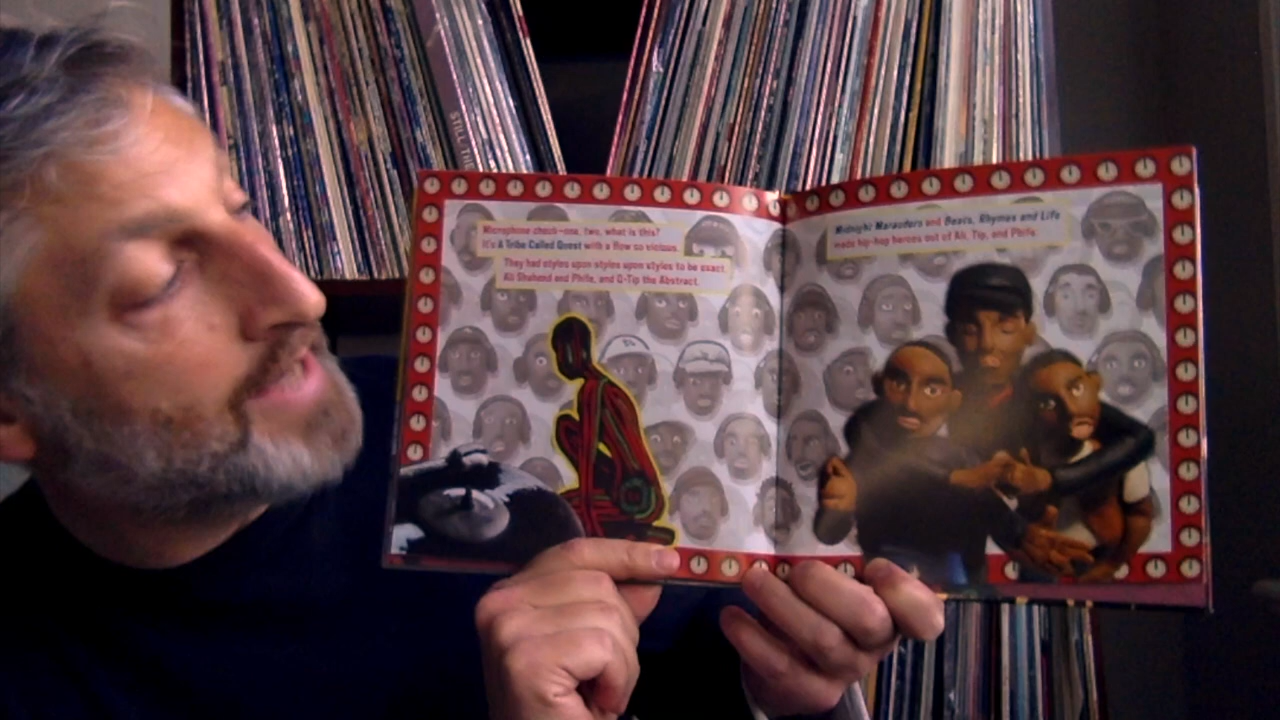 STILL THE
Microphone check-one, two, what is this?
It's A Tribe Called Quest with a flow so vicious.
They had styles upon styles upon styles to be exact.
Ali Shaheed and Phife, and Q-Tip the Abstract.
Midnight Marauders and Beats, Rhymes and Life
made hip-hop heroes out of Ali, Tip, and Phife.